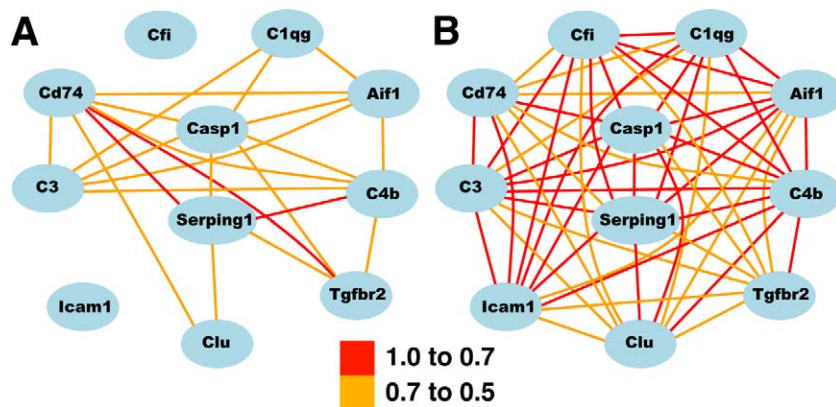 A
Cfi
C1qg
Cd74
Aif1
Casp1
C3
C4b
Serping1
Icam1
Tgfbr2
Clu
B
Cfi
C1qg
Cd74
Aif1
Casp1
C3
C4b
Serping1
Icam1
Tgfbr2
Clu
1.0 to 0.7
0.7 to 0.5